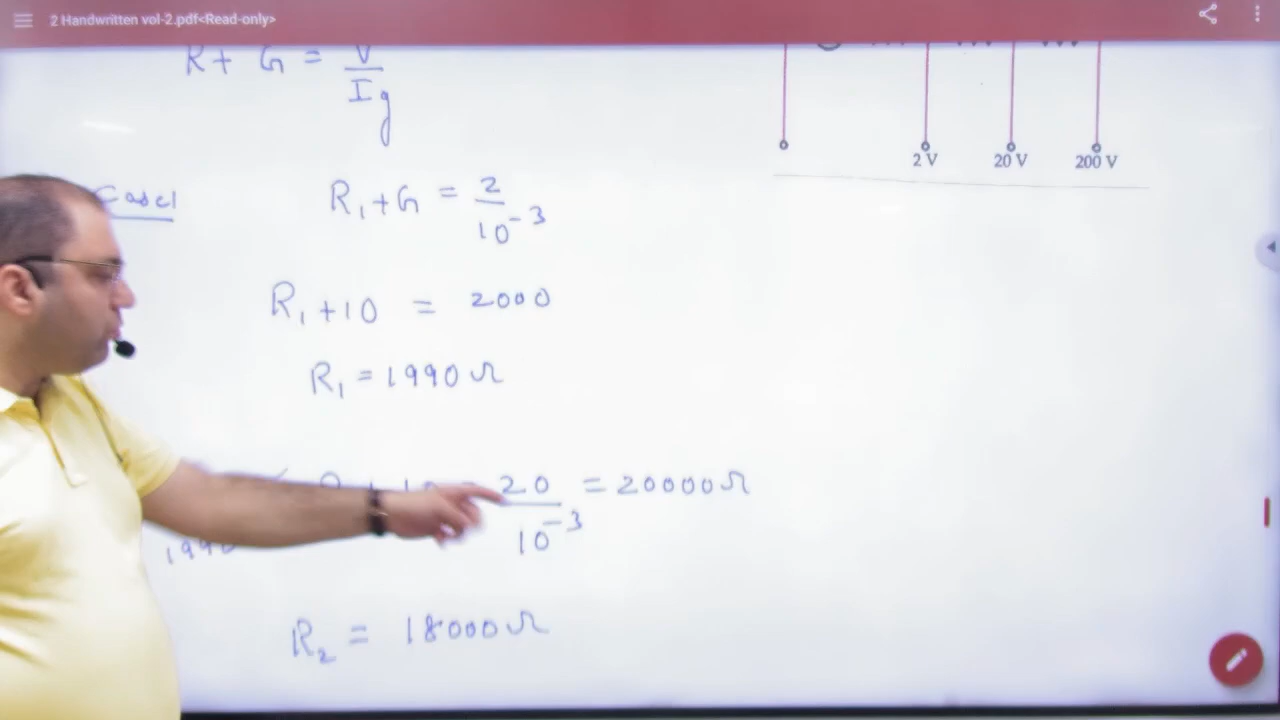 2 Handwritten vol-2.pdf<Read-only>
R + G = V / Ig
2 V 20 V 200 V
Case1
R₁ + G = 2 / 10⁻³
R₁ + 10 = 2000
R₁ = 1990 Ω
20 / 10⁻³ = 20000 Ω
1990
R₂ = 18000 Ω